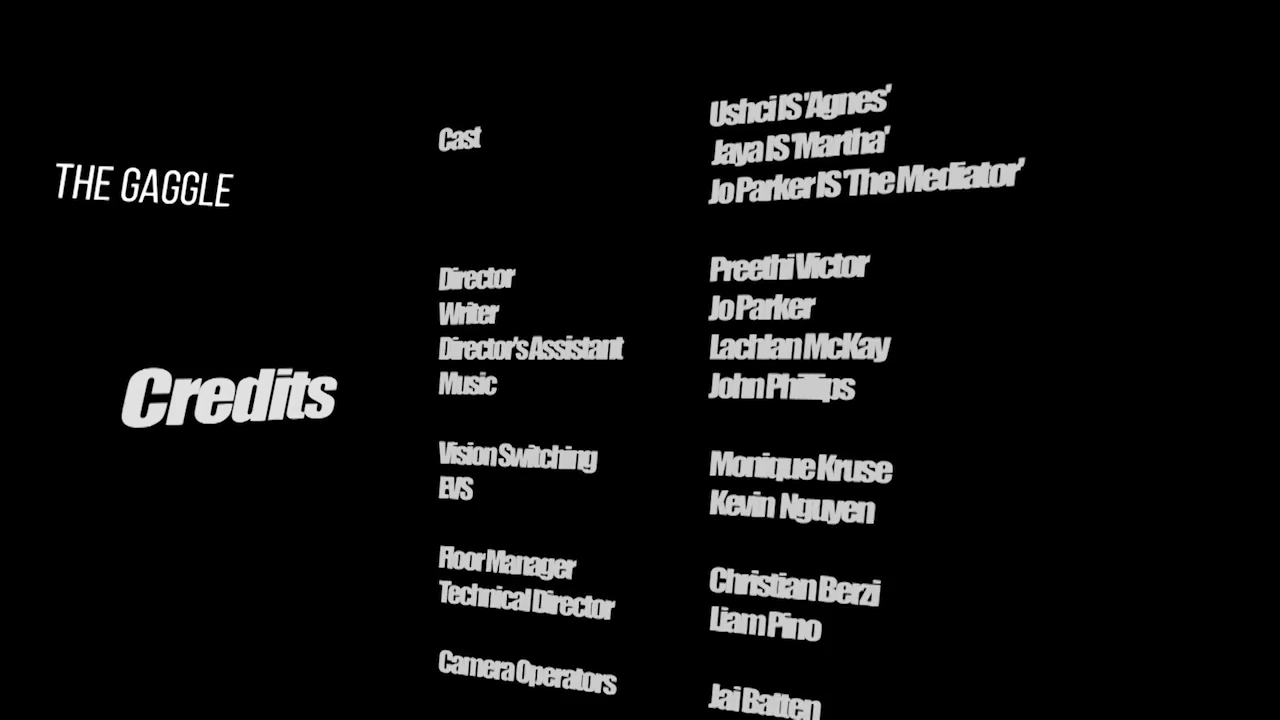 THE GAGGLE
Credits
Cast
Ushci IS 'Agnes'
Jaya IS 'Martha'
Jo Parker IS 'The Mediator'
Director
Preethi Victor
Writer
Jo Parker
Director's Assistant
Lachlan McKay
Music
John Phillips
Vision Switching
Monique Kruse
EVS
Kevin Nguyen
Floor Manager
Christian Berzi
Technical Director
Liam Pino
Camera Operators
Jai Batten